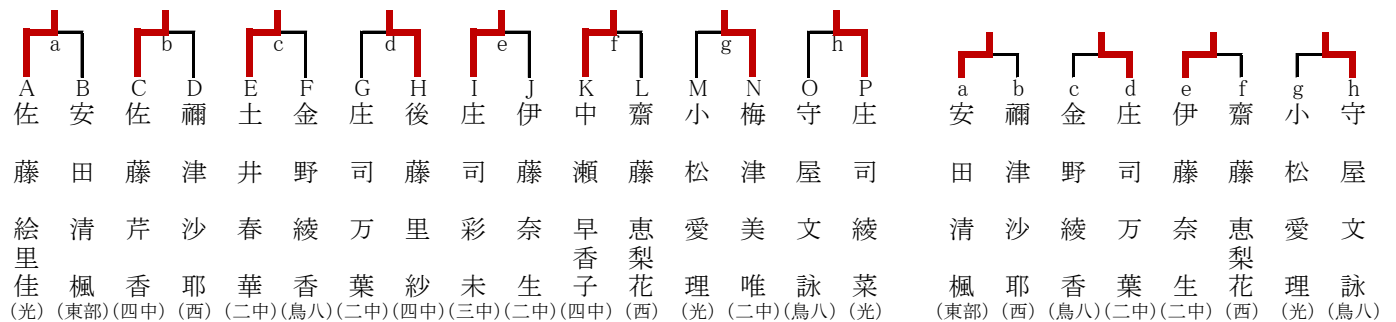 a b c d e f g h
A 佐藤絵里佳 (光)
B 安田清楓 (東部)
C 佐藤芹香 (四中)
D 禰津沙耶 (西)
E 土井春華 (二中)
F 金野綾香 (鳥八)
G 庄司万葉 (二中)
H 後藤里紗 (四中)
I 庄司彩未 (三中)
J 伊藤奈生 (二中)
K 中瀬早香子 (四中)
L 齋藤恵梨花 (西)
M 小松愛理 (光)
N 梅津美唯 (二中)
O 守屋文詠 (鳥八)
P 庄司綾菜 (光)
a 安田清楓 (東部)
b 禰津沙耶 (西)
c 金野綾香 (鳥八)
d 庄司万葉 (二中)
e 伊藤奈生 (二中)
f 齋藤恵梨花 (西)
g 小松愛理 (光)
h 守屋文詠 (鳥八)